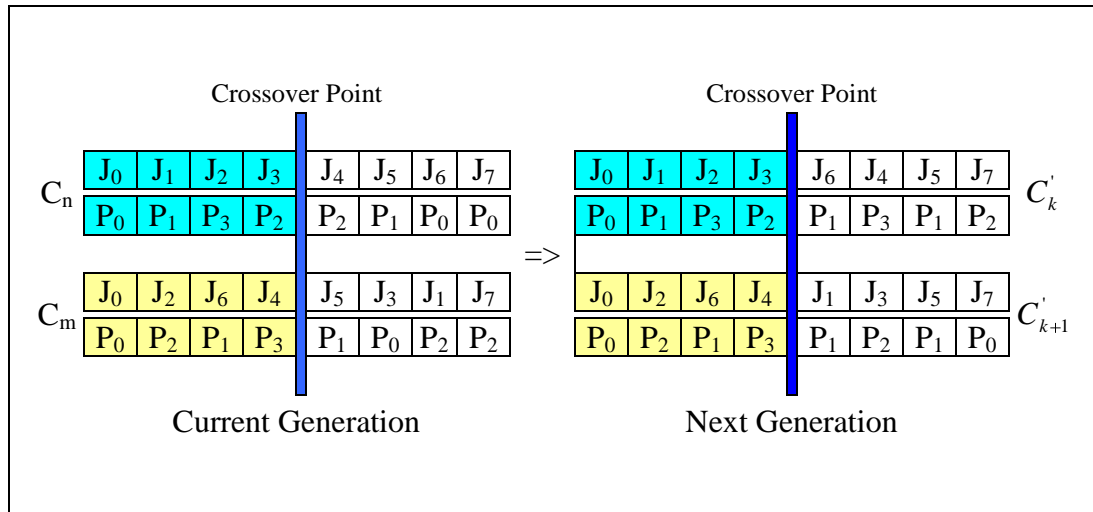 Crossover Point Crossover Point
J₀ J₁ J₂ J₃ J₄ J₅ J₆ J₇ J₀ J₁ J₂ J₃ J₆ J₄ J₅ J₇
Cₙ C'ₖ
P₀ P₁ P₃ P₂ P₂ P₁ P₀ P₀ P₀ P₁ P₃ P₂ P₁ P₃ P₁ P₂
=>
J₀ J₂ J₆ J₄ J₅ J₃ J₁ J₇ J₀ J₂ J₆ J₄ J₁ J₃ J₅ J₇
Cₘ C'ₖ₊₁
P₀ P₂ P₁ P₃ P₁ P₀ P₂ P₂ P₀ P₂ P₁ P₃ P₁ P₂ P₁ P₀
Current Generation Next Generation